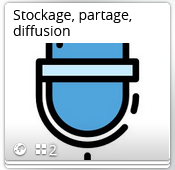 Stockage, partage,
diffusion
2